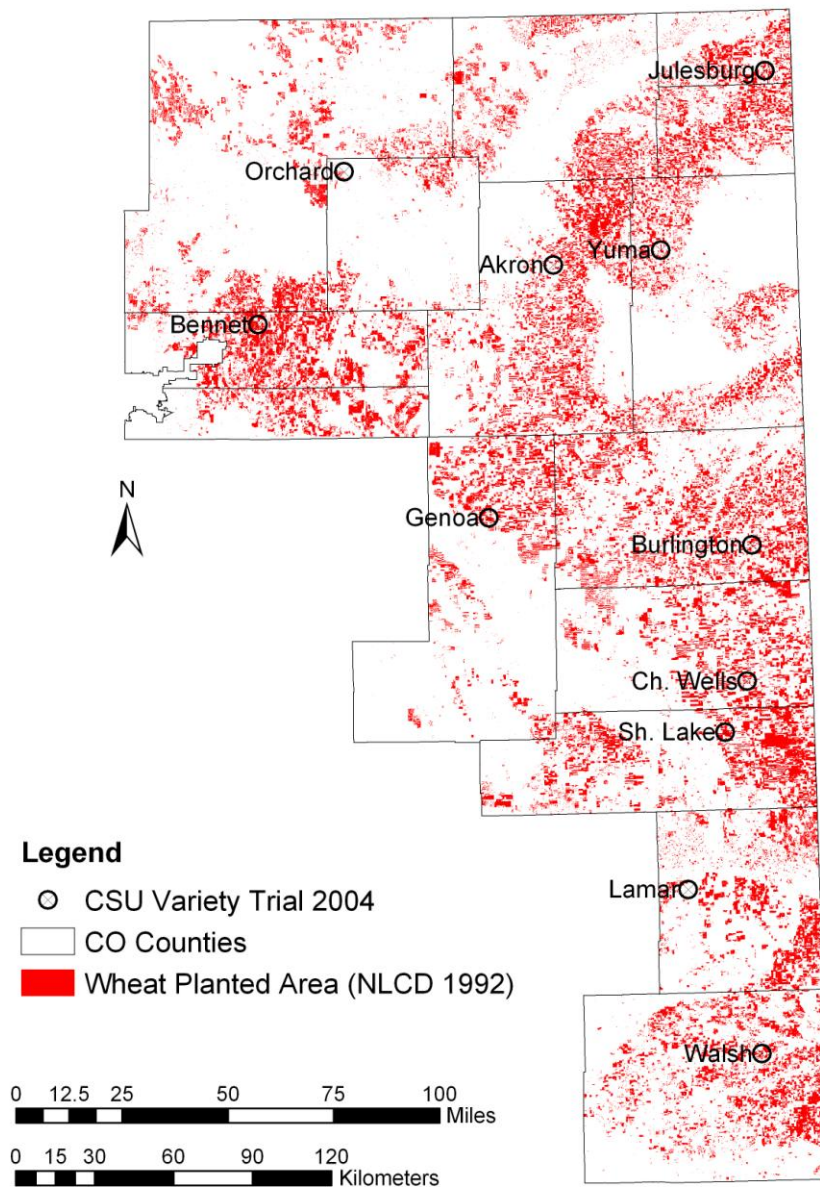 Julesburg
Orchard
Yuma
Akron
Bennet
N
Genoa
Burlington
Ch. Wells
Sh. Lake
Legend
CSU Variety Trial 2004
Lamar
CO Counties
Wheat Planted Area (NLCD 1992)
Walsh
0 12.5 25 50 75 100
Miles
0 15 30 60 90 120
Kilometers